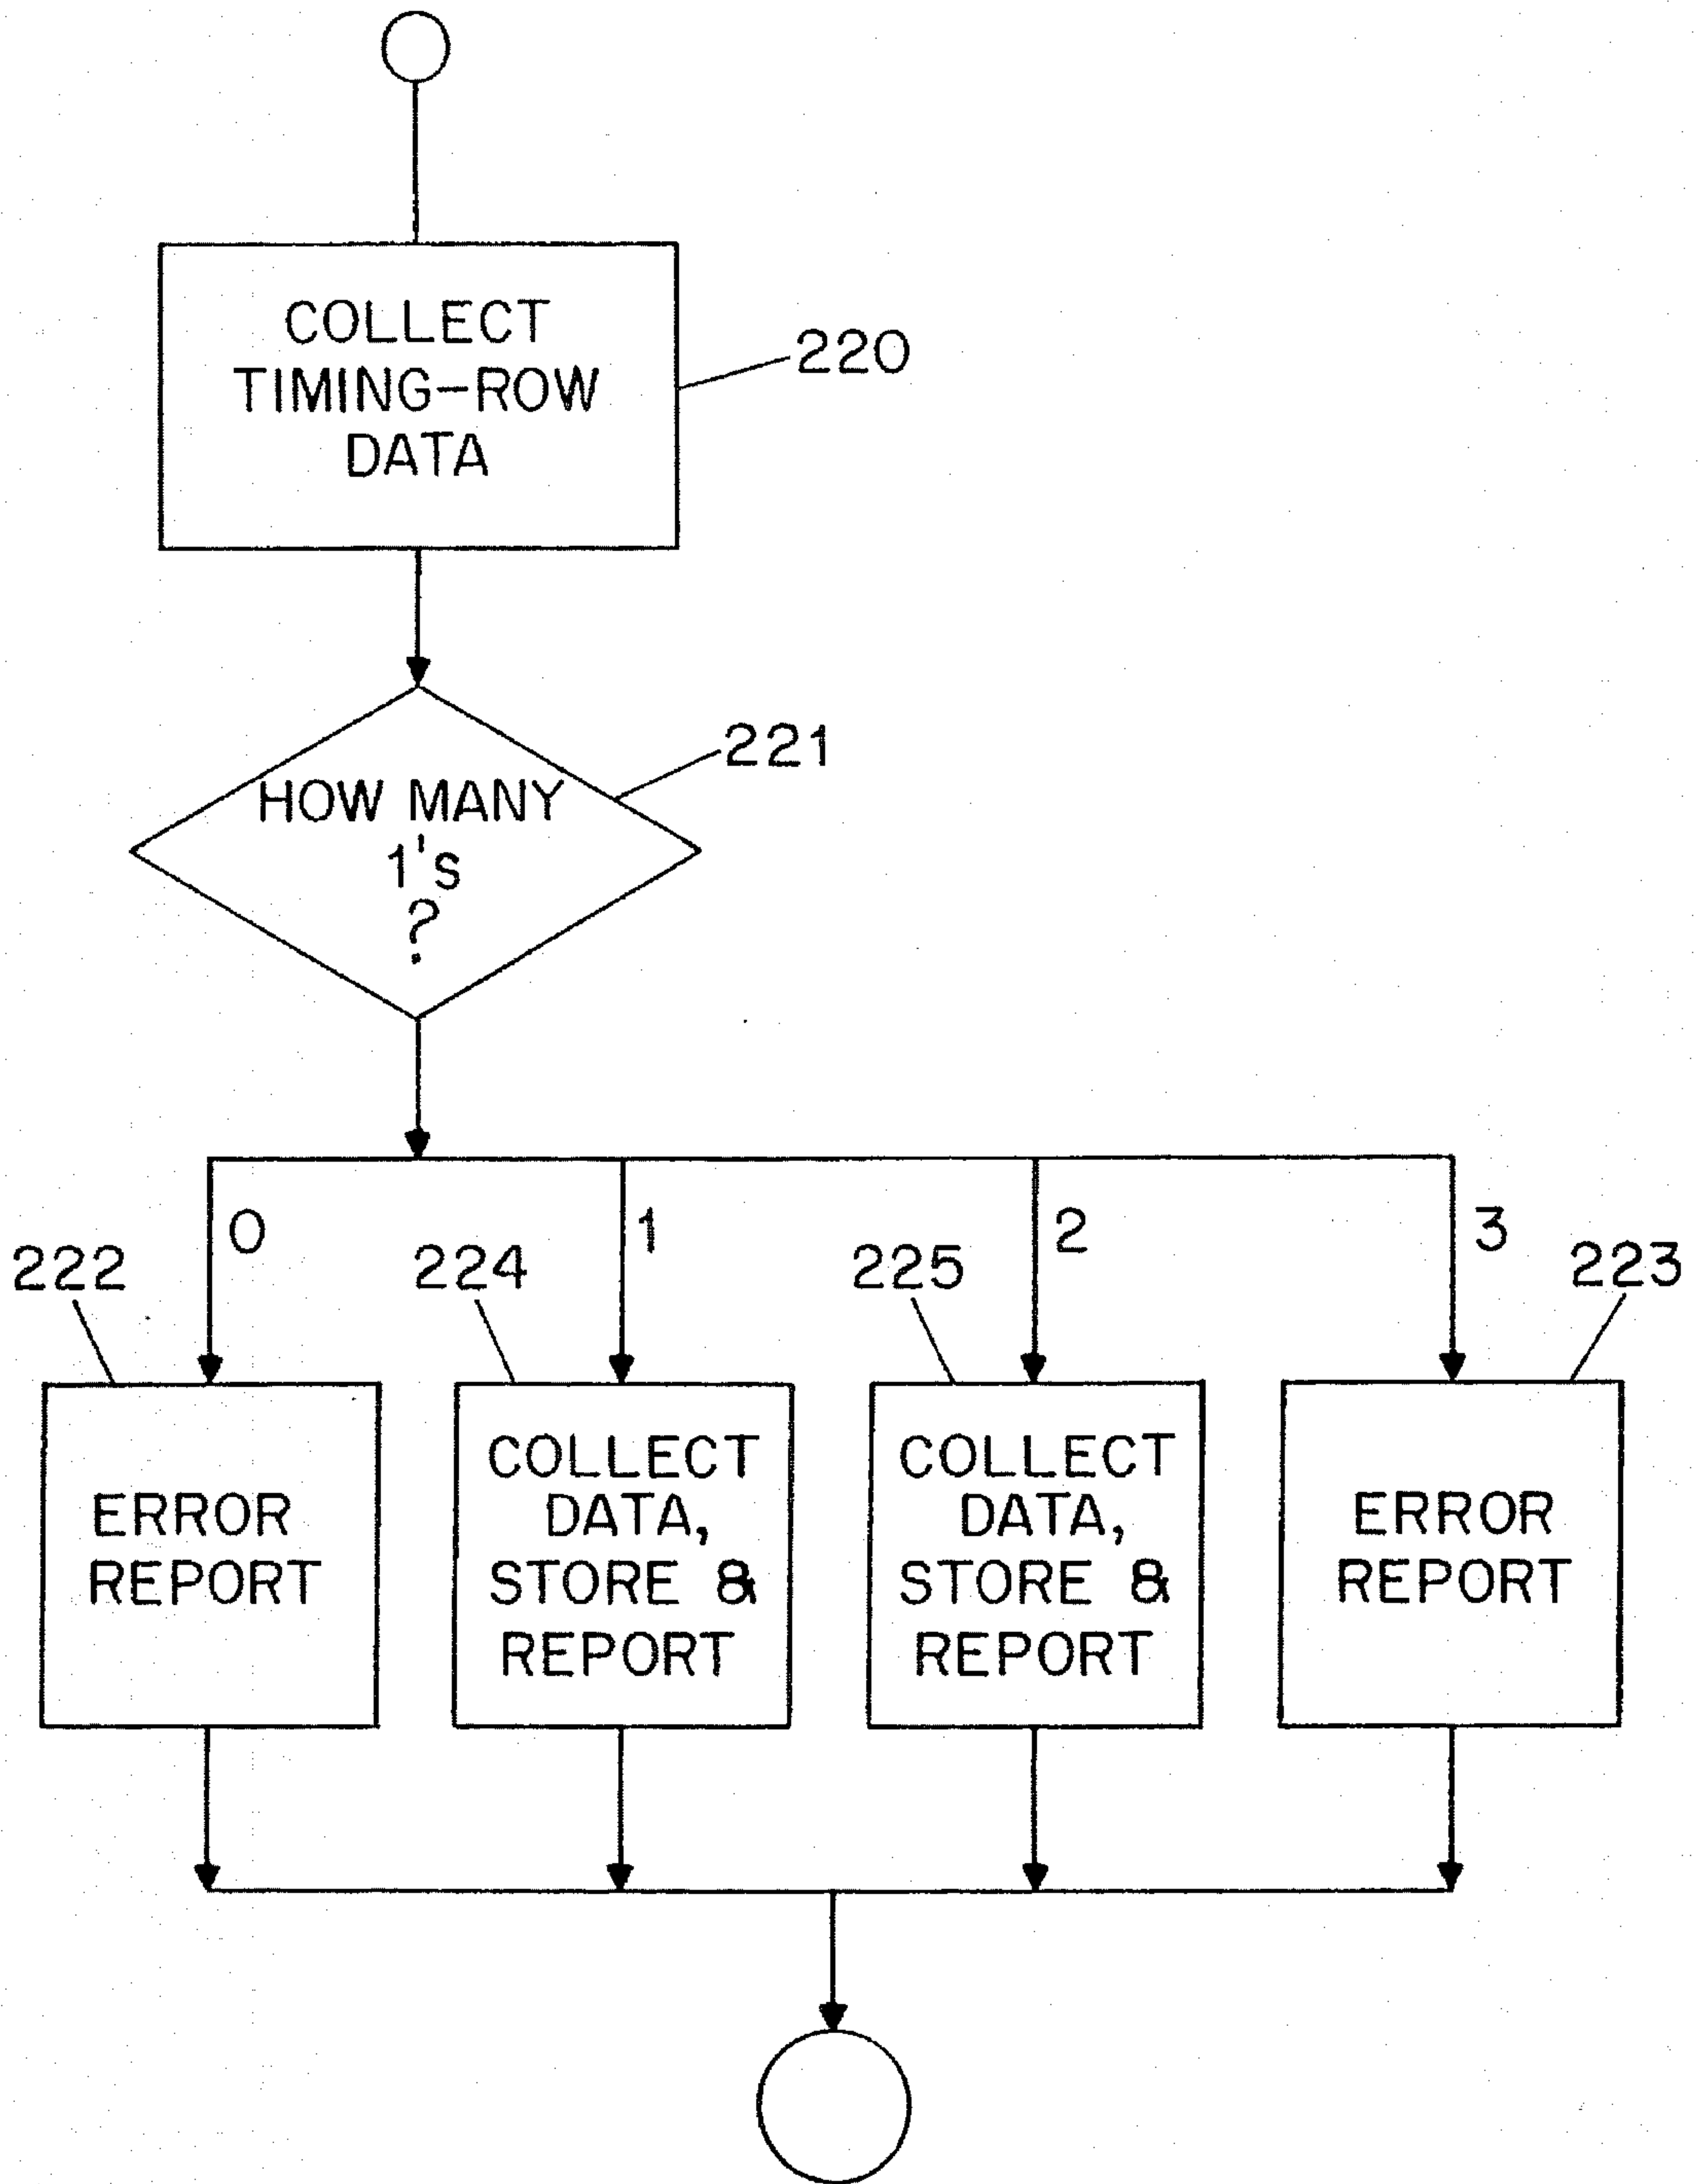 COLLECT
TIMING-ROW
DATA
220
221
HOW MANY
1's
?
0
1
2
3
222
224
225
223
ERROR
REPORT
COLLECT
DATA,
STORE &
REPORT
COLLECT
DATA,
STORE &
REPORT
ERROR
REPORT